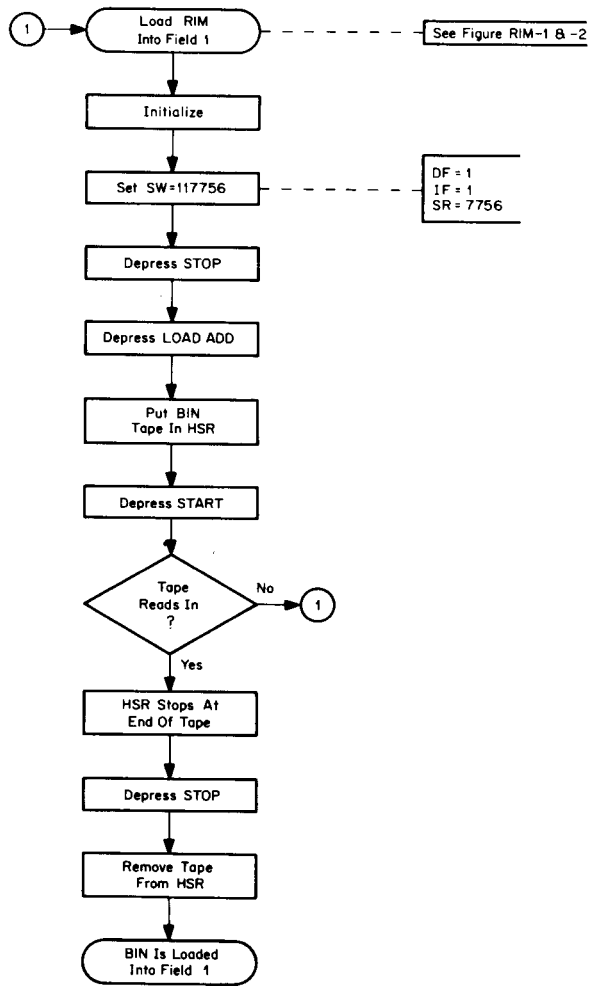 1
Load RIM
Into Field 1
See Figure RIM-1 & -2
Initialize
Set SW=117756
DF = 1
IF = 1
SR = 7756
Depress STOP
Depress LOAD ADD
Put BIN
Tape In HSR
Depress START
Tape
Reads In
?
No
1
Yes
HSR Stops At
End Of Tape
Depress STOP
Remove Tape
From HSR
BIN Is Loaded
Into Field 1